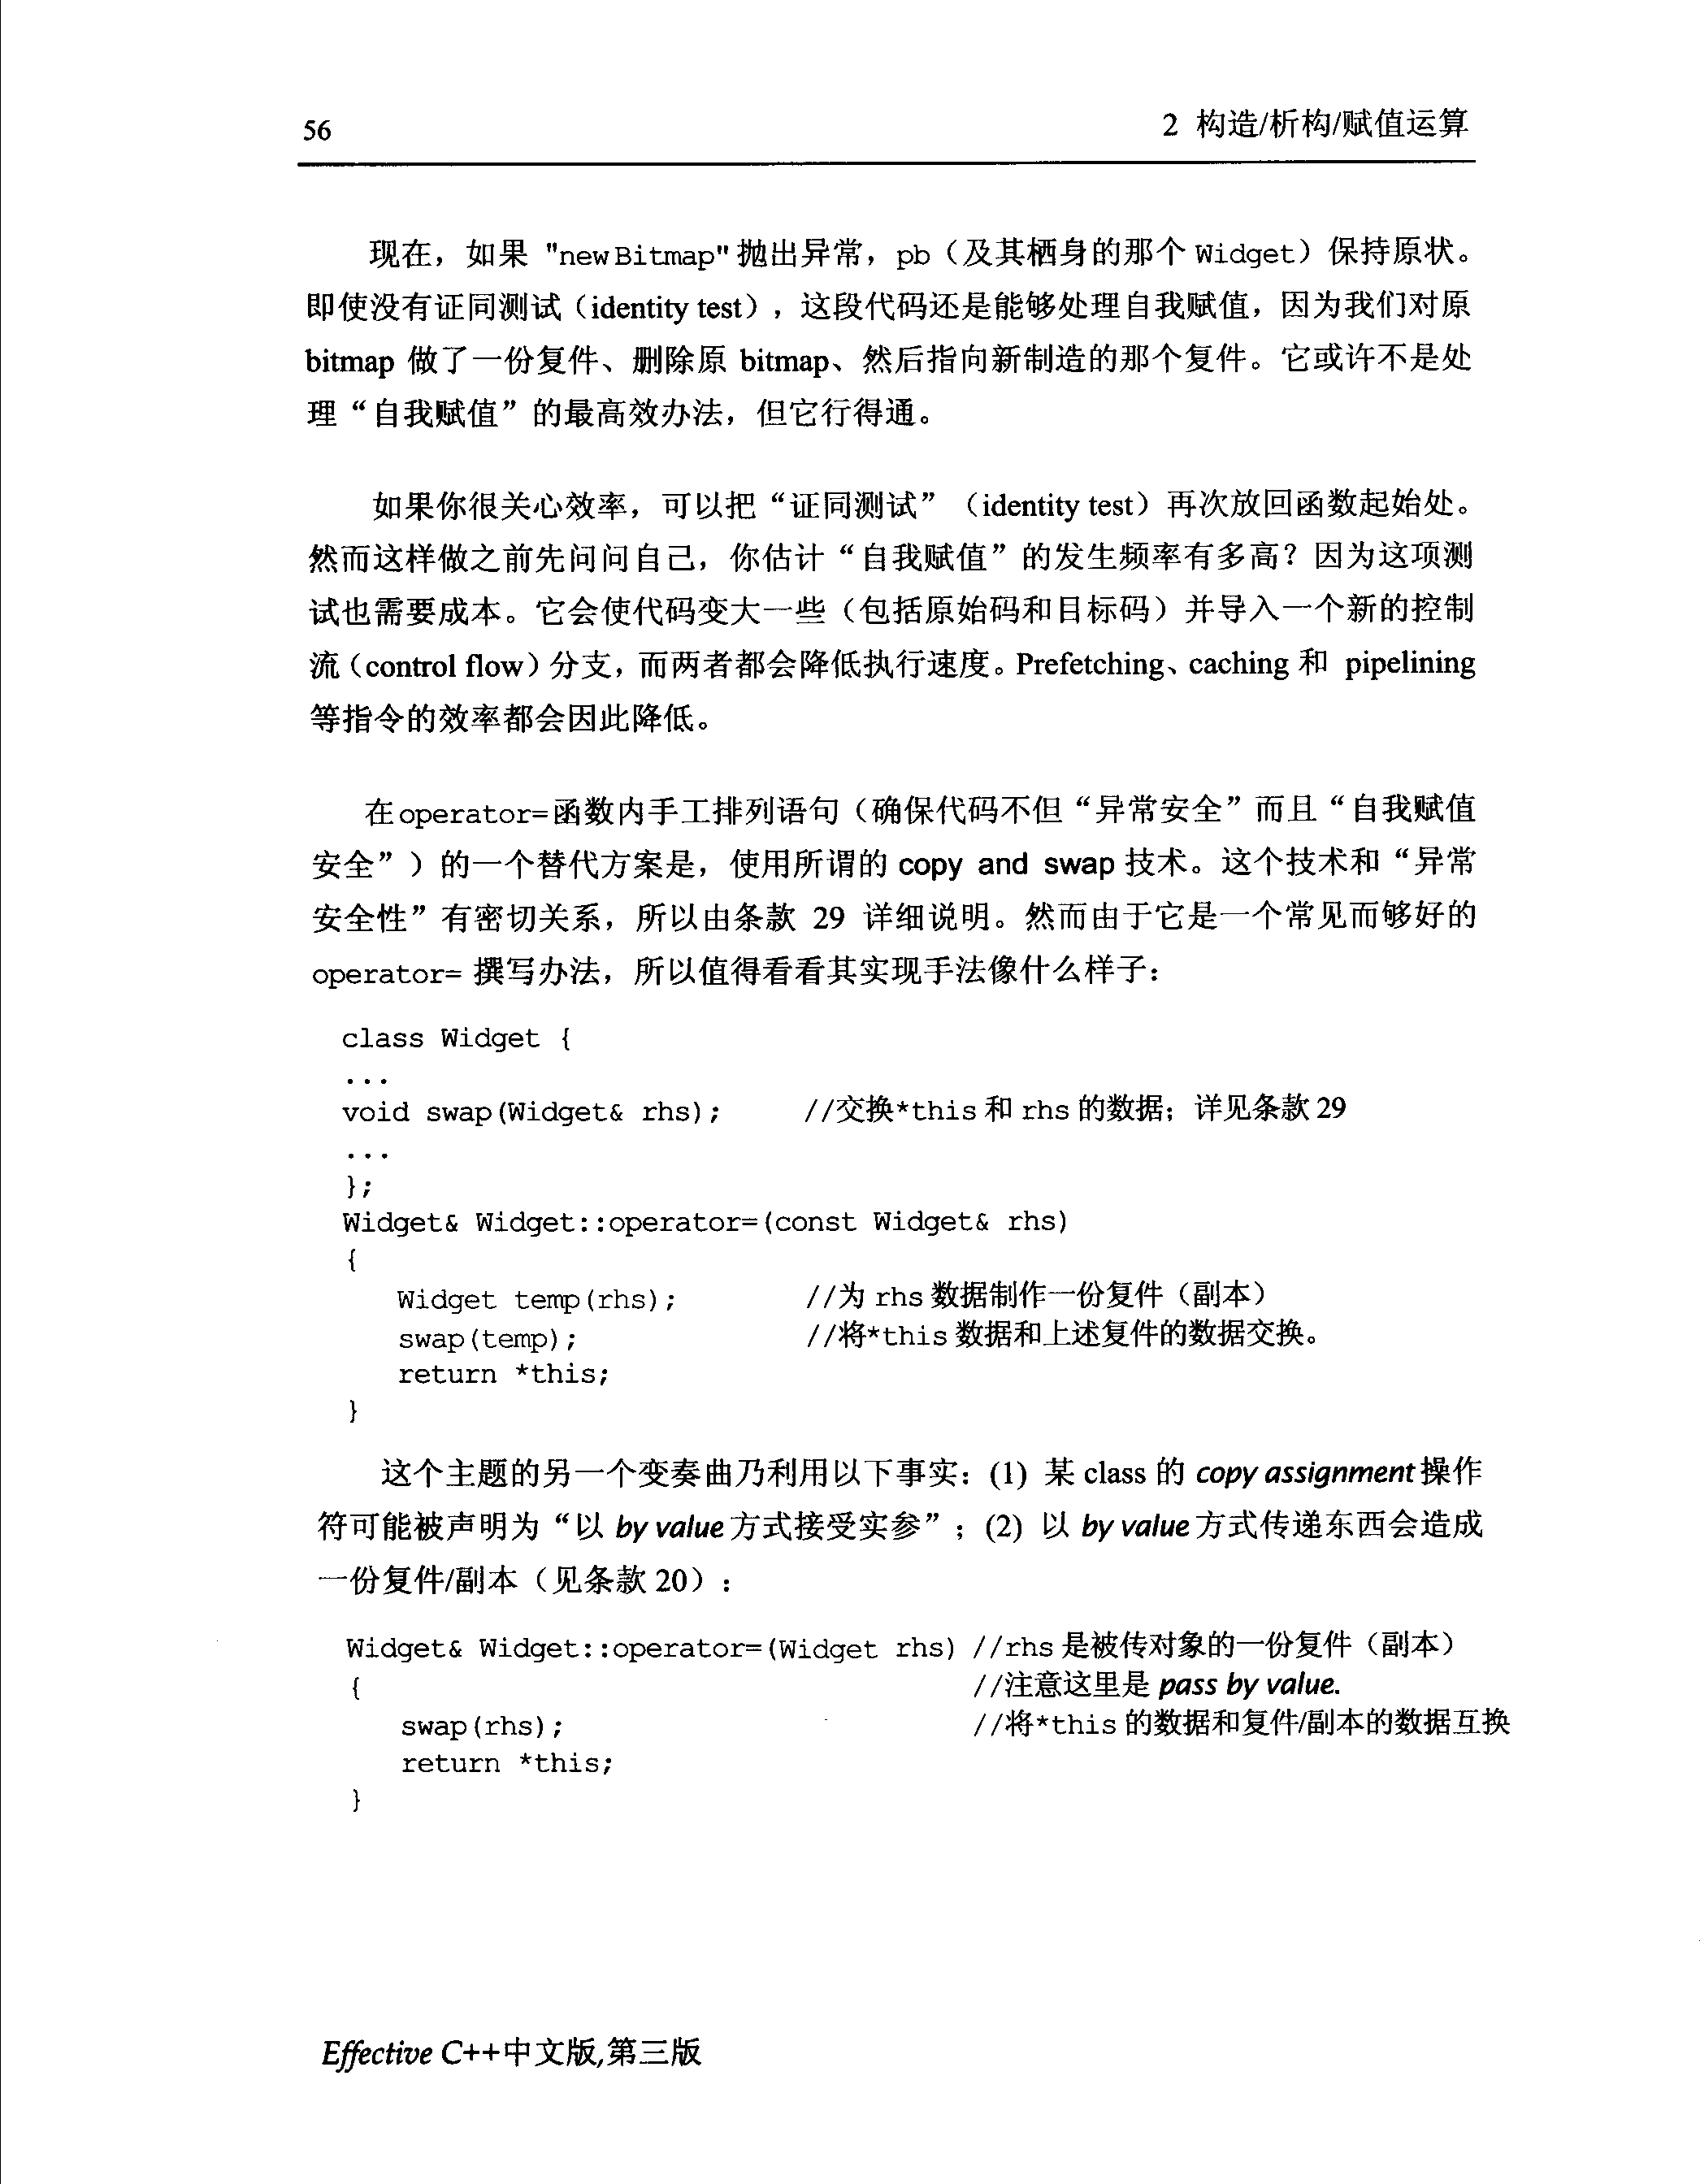 56
2 构造/析构/赋值运算
现在，如果 "new Bitmap" 抛出异常，pb（及其栖身的那个 Widget）保持原状。
即使没有证同测试（identity test），这段代码还是能够处理自我赋值，因为我们对原
bitmap 做了一份复件、删除原 bitmap、然后指向新制造的那个复件。它或许不是处
理“自我赋值”的最高效办法，但它行得通。
如果你很关心效率，可以把“证同测试”（identity test）再次放回函数起始处。
然而这样做之前先问问自己，你估计“自我赋值”的发生频率有多高？因为这项测
试也需要成本。它会使代码变大一些（包括原始码和目标码）并导入一个新的控制
流（control flow）分支，而两者都会降低执行速度。Prefetching、caching 和 pipelining
等指令的效率都会因此降低。
在 operator= 函数内手工排列语句（确保代码不但“异常安全”而且“自我赋值
安全”）的一个替代方案是，使用所谓的 copy and swap 技术。这个技术和“异常
安全性”有密切关系，所以由条款 29 详细说明。然而由于它是一个常见而够好的
operator= 撰写办法，所以值得看看其实现手法像什么样子：
class Widget {
...
void swap(Widget& rhs); //交换*this 和 rhs 的数据；详见条款 29
...
};
Widget& Widget::operator=(const Widget& rhs)
{
Widget temp(rhs); //为 rhs 数据制作一份复件（副本）
swap(temp); //将*this 数据和上述复件的数据交换。
return *this;
}
这个主题的另一个变奏曲乃利用以下事实：(1) 某 class 的 copy assignment 操作
符可能被声明为“以 by value 方式接受实参”；(2) 以 by value 方式传递东西会造成
一份复件/副本（见条款 20）：
Widget& Widget::operator=(Widget rhs) //rhs 是被传对象的一份复件（副本）
{ //注意这里是 pass by value.
swap(rhs); //将*this 的数据和复件/副本的数据互换
return *this;
}
Effective C++中文版,第三版